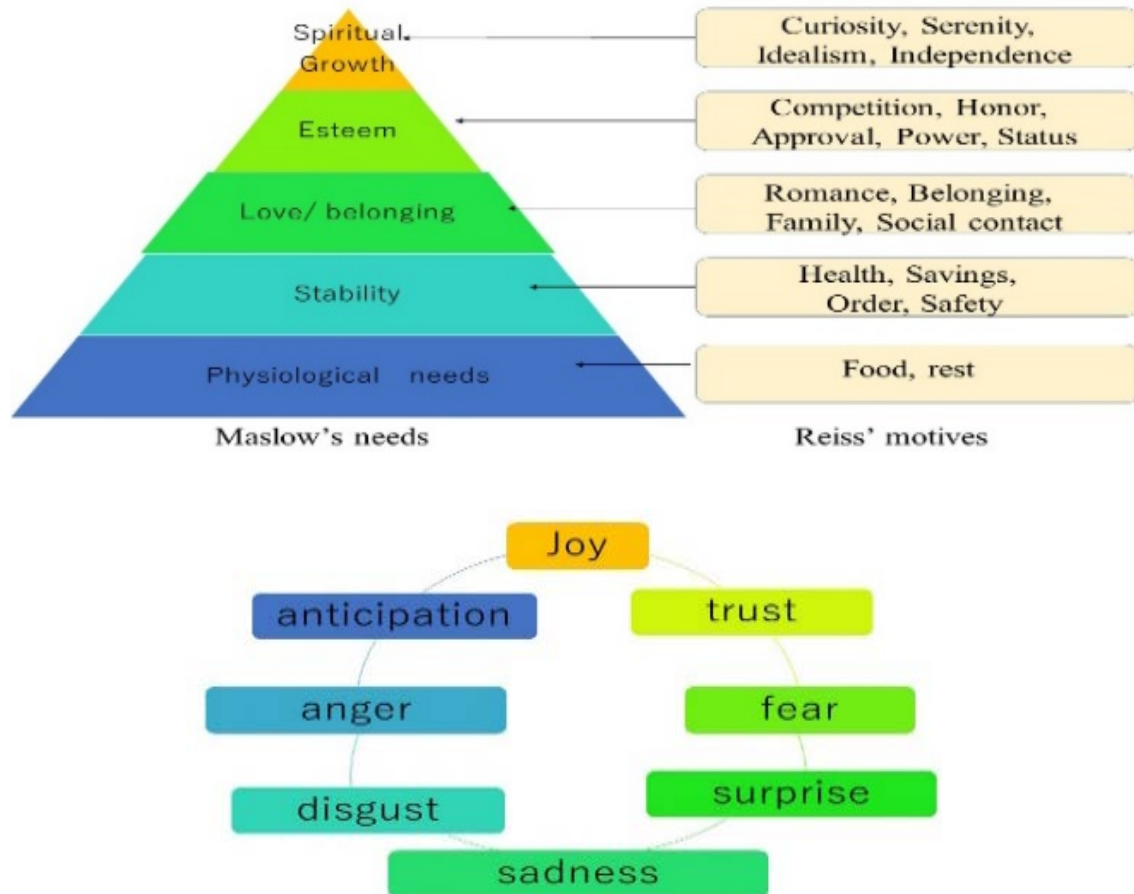 Spiritual
Growth
Curiosity, Serenity,
Idealism, Independence
Esteem
Competition, Honor,
Approval, Power, Status
Love/ belonging
Romance, Belonging,
Family, Social contact
Stability
Health, Savings,
Order, Safety
Physiological needs
Food, rest
Maslow’s needs
Reiss’ motives
Joy
anticipation
trust
anger
fear
disgust
surprise
sadness